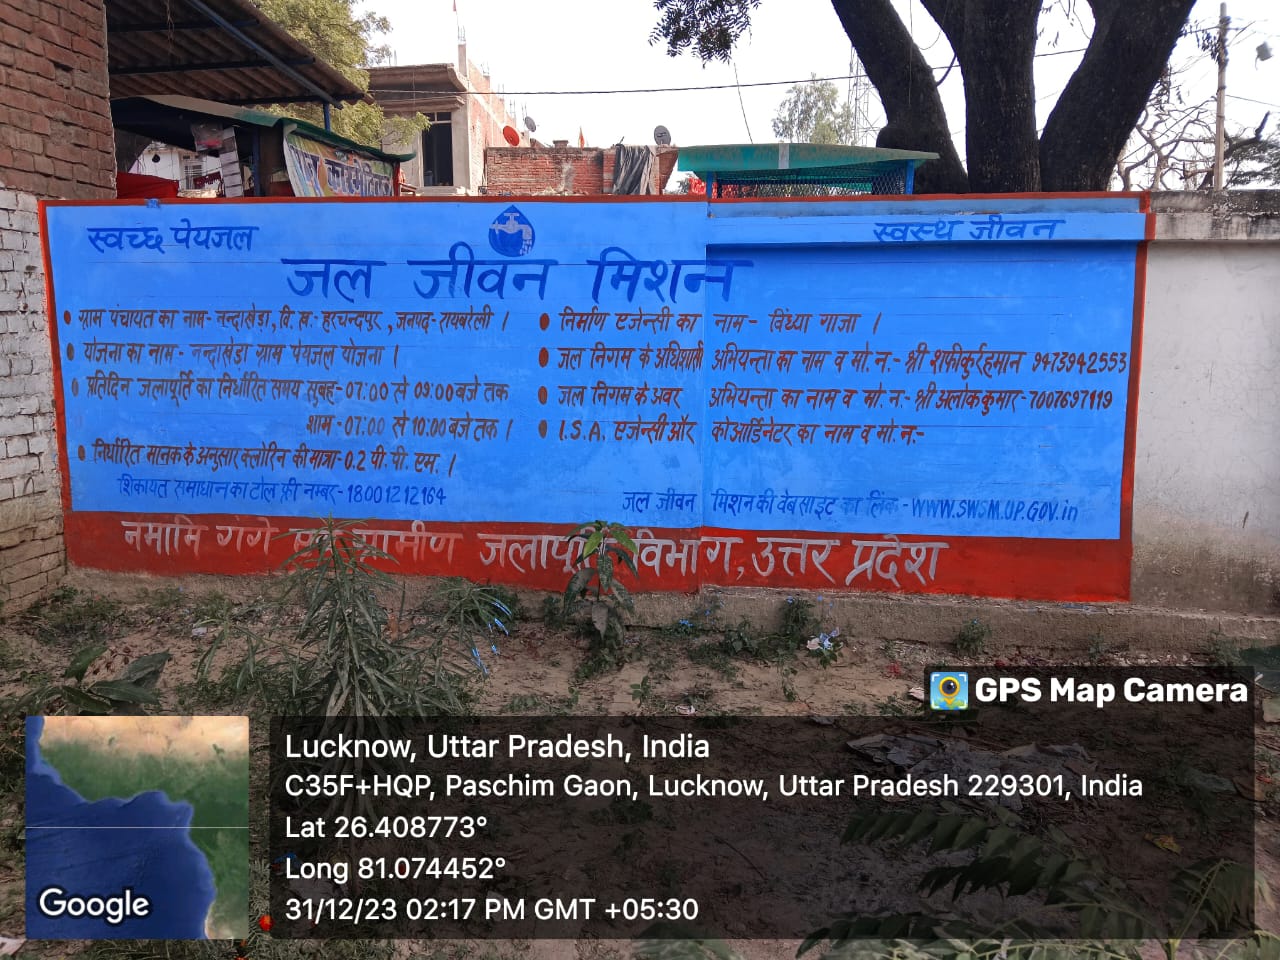 स्वच्छ पेयजल
स्वस्थ जीवन
जल जीवन मिशन
• ग्राम पंचायत का नाम- नन्दाखेड़ा, वि. ख.- हरचन्दपुर, जनपद- रायबरेली ।
• योजना का नाम- नन्दाखेड़ा ग्राम पेयजल योजना ।
• प्रतिदिन जलापूर्ति का निर्धारित समय सुबह- 07:00 से 09:00 बजे तक
शाम- 07:00 से 10:00 बजे तक ।
• निर्धारित मानक के अनुसार क्लोरिन की मात्रा- 0.2 पी. पी. एम. ।
शिकायत समाधान का टोल फ्री नम्बर- 18001212164
• निर्माण एजेन्सी का नाम- विंध्या गाजा ।
• जल निगम के अधिशासी अभियन्ता का नाम व मो. न.- श्री शफीकुर्रहमान 9473942553
• जल निगम के अवर अभियन्ता का नाम व मो. न.- श्री अलोक कुमार- 7007697119
• I.S.A. एजेन्सी और कोआर्डिनेटर का नाम व मो. न:-
जल जीवन मिशन की वेबसाइट का लिंक- WWW.SWSM.UP.GOV.in
नमामि गंगे ग्रामीण जलापूर्ति विभाग, उत्तर प्रदेश
GPS Map Camera
Lucknow, Uttar Pradesh, India
C35F+HQP, Paschim Gaon, Lucknow, Uttar Pradesh 229301, India
Lat 26.408773°
Long 81.074452°
31/12/23 02:17 PM GMT +05:30
Google